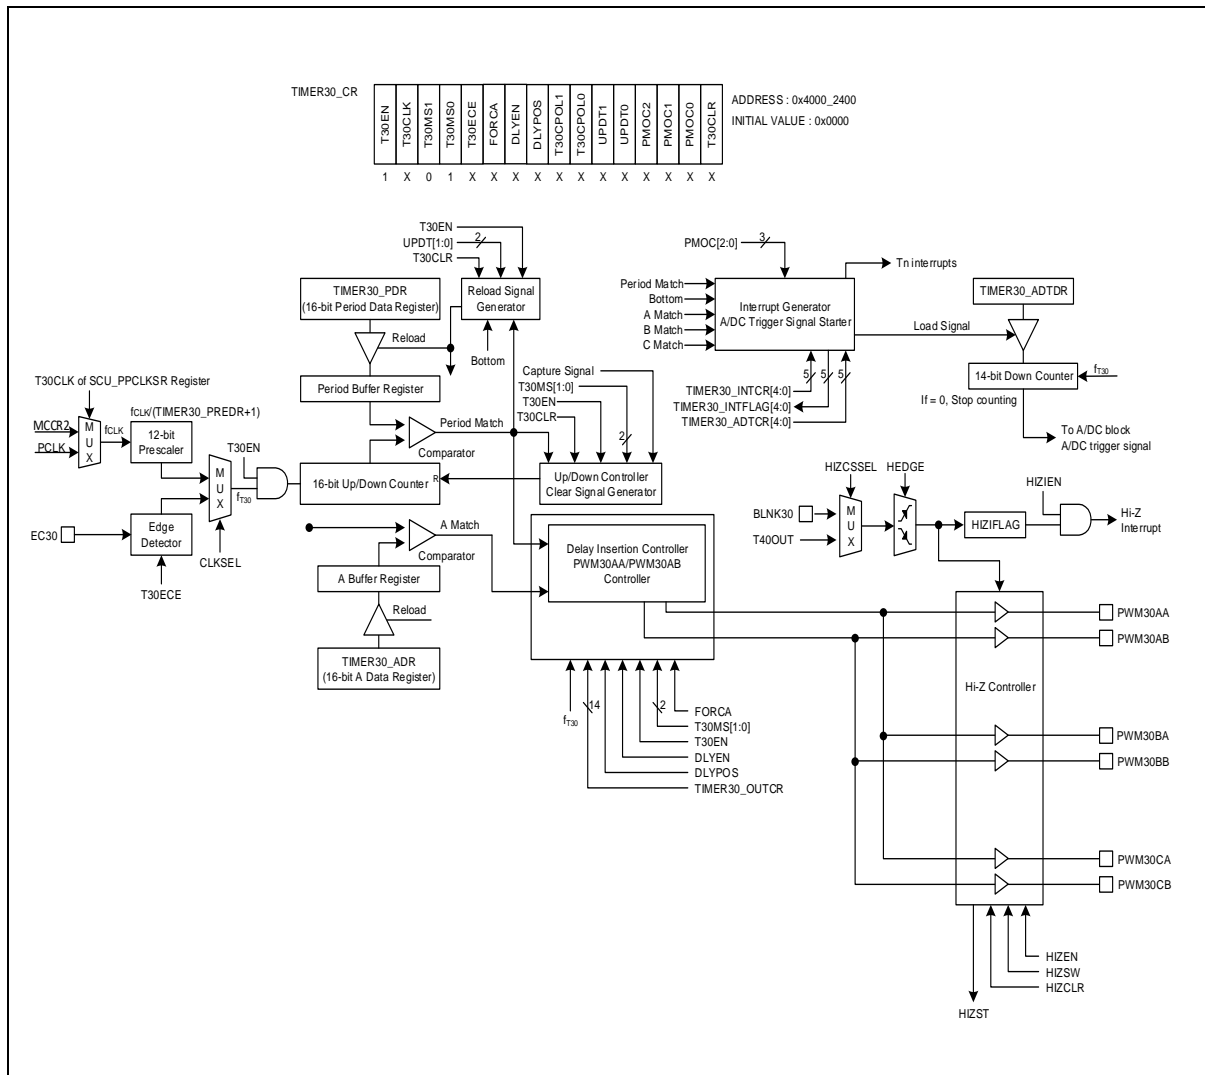 TIMER30_CR
T30EN
T30CLK
T30MS1
T30MS0
T30ECE
FORCA
DLYEN
DLYPOS
T30CPOL1
T30CPOL0
UPDT1
UPDT0
PMOC2
PMOC1
PMOC0
T30CLR
ADDRESS : 0x4000_2400
INITIAL VALUE : 0x0000
1 X 0 1 X X X X X X X X X X X X
T30EN
UPDT[1:0]
2
T30CLR
TIMER30_PDR
(16-bit Period Data Register)
Reload Signal
Generator
Reload
Bottom
Period Buffer Register
PMOC[2:0]
3
Tn interrupts
Period Match
Bottom
A Match
B Match
C Match
Interrupt Generator
A/DC Trigger Signal Starter
TIMER30_ADTDR
Load Signal
14-bit Down Counter
fT30
If = 0, Stop counting
To A/DC block
A/DC trigger signal
5
5
5
TIMER30_INTCR[4:0]
TIMER30_INTFLAG[4:0]
TIMER30_ADTCR[4:0]
T30CLK of SCU_PPCLKSR Register
MCCR2
PCLK
MUX
fCLK
fCLK/(TIMER30_PREDR+1)
12-bit
Prescaler
EC30
Edge
Detector
T30ECE
MUX
CLKSEL
fT30
T30EN
16-bit Up/Down Counter
R
Comparator
Period Match
Capture Signal
T30MS[1:0]
T30EN
T30CLR
2
Up/Down Controller
Clear Signal Generator
A Match
Comparator
A Buffer Register
Reload
TIMER30_ADR
(16-bit A Data Register)
Delay Insertion Controller
PWM30AA/PWM30AB
Controller
fT30
14
2
FORCA
T30MS[1:0]
T30EN
DLYEN
DLYPOS
TIMER30_OUTCR
HIZCSSEL
HEDGE
HIZIEN
BLNK30
T40OUT
MUX
HIZIFLAG
Hi-Z
Interrupt
Hi-Z Controller
PWM30AA
PWM30AB
PWM30BA
PWM30BB
PWM30CA
PWM30CB
HIZEN
HIZSW
HIZCLR
HIZST